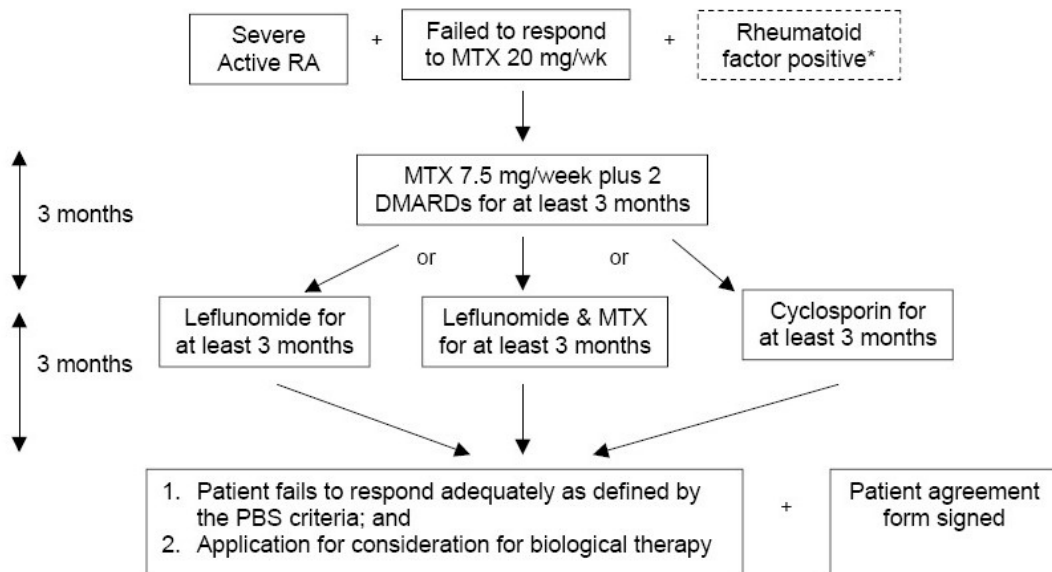 Severe
Active RA
+
Failed to respond
to MTX 20 mg/wk
+
Rheumatoid
factor positive*
3 months
MTX 7.5 mg/week plus 2
DMARDs for at least 3 months
or
or
3 months
Leflunomide for
at least 3 months
Leflunomide & MTX
for at least 3 months
Cyclosporin for
at least 3 months
1. Patient fails to respond adequately as defined by
the PBS criteria; and
2. Application for consideration for biological therapy
+
Patient agreement
form signed